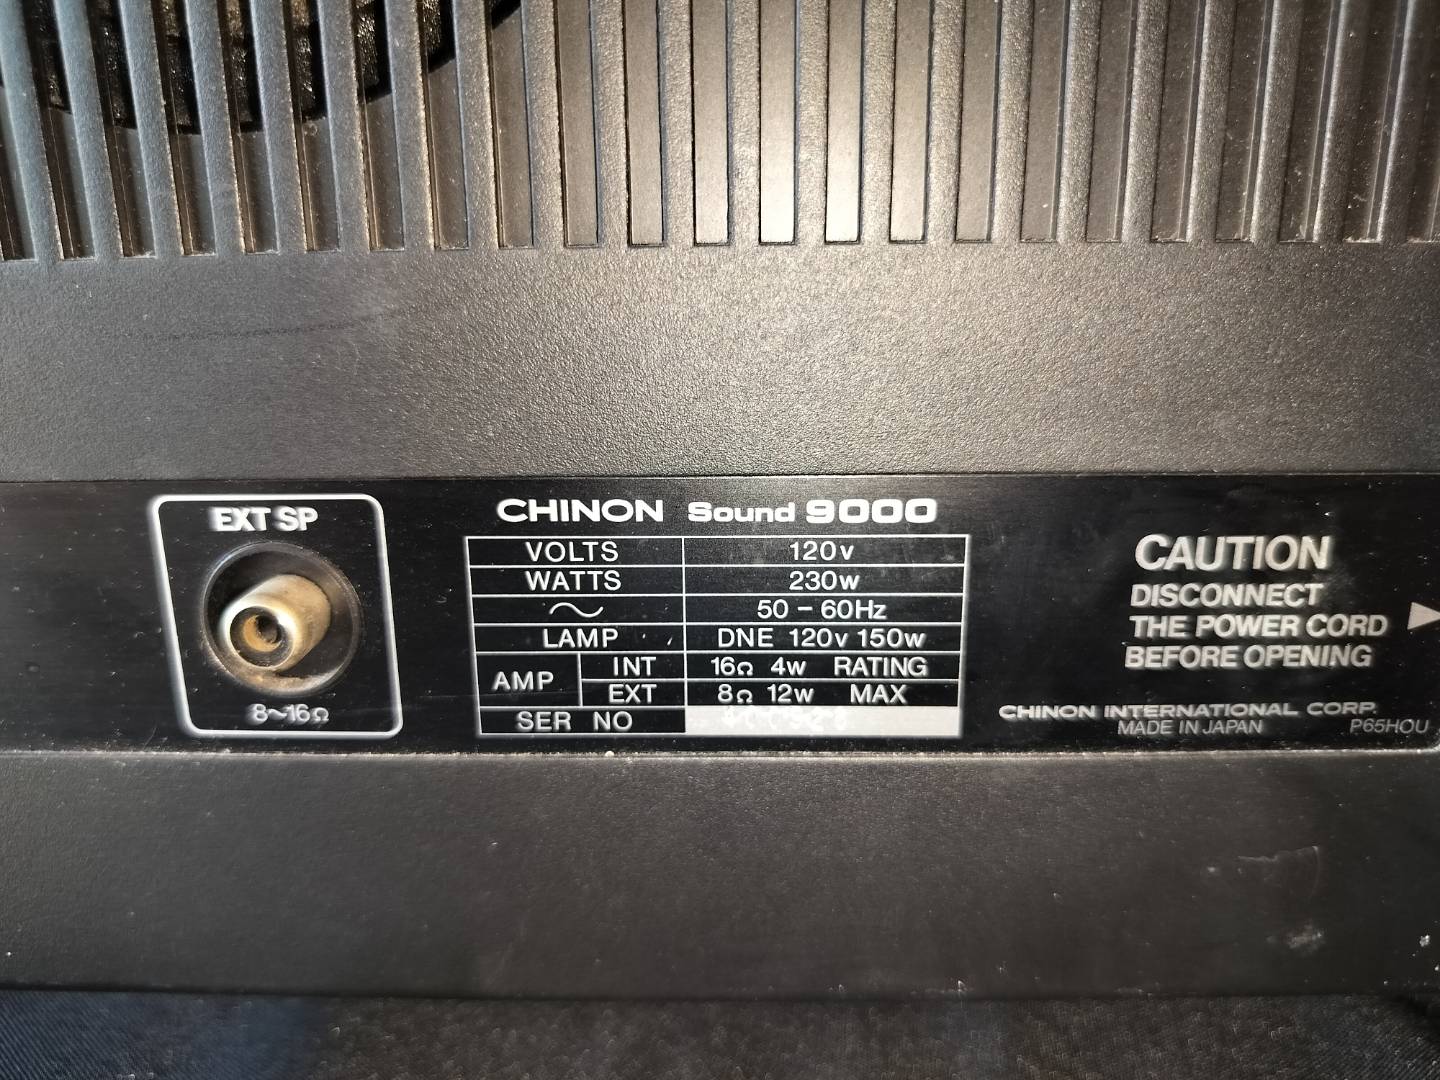 EXT SP
8~16Ω
CHINON Sound 9000
VOLTS 120v
WATTS 230w
~ 50 – 60Hz
LAMP DNE 120v 150w
AMP INT 16Ω 4w RATING
EXT 8Ω 12w MAX
SER NO
CAUTION
DISCONNECT
THE POWER CORD
BEFORE OPENING
CHINON INTERNATIONAL CORP.
MADE IN JAPAN P65HOU